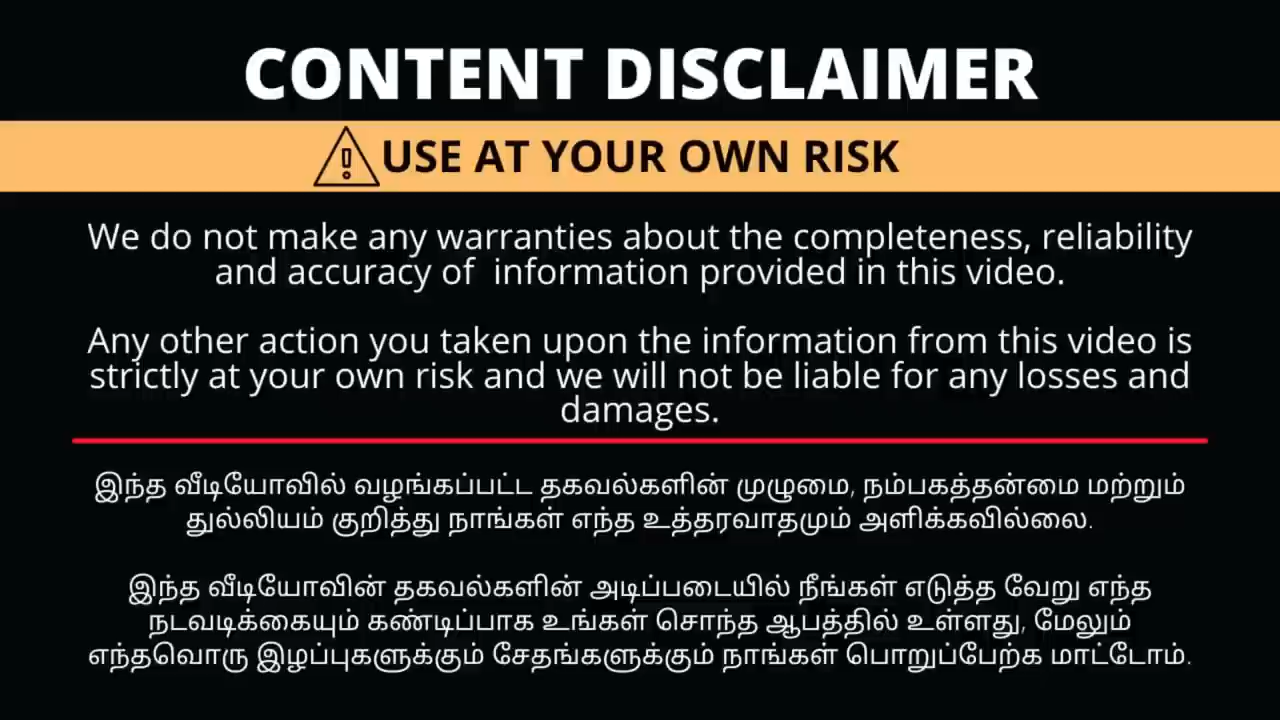 CONTENT DISCLAIMER
USE AT YOUR OWN RISK
We do not make any warranties about the completeness, reliability
and accuracy of information provided in this video.
Any other action you taken upon the information from this video is
strictly at your own risk and we will not be liable for any losses and
damages.
இந்த வீடியோவில் வழங்கப்பட்ட தகவல்களின் முழுமை, நம்பகத்தன்மை மற்றும்
துல்லியம் குறித்து நாங்கள் எந்த உத்தரவாதமும் அளிக்கவில்லை.
இந்த வீடியோவின் தகவல்களின் அடிப்படையில் நீங்கள் எடுத்த வேறு எந்த
நடவடிக்கையும் கண்டிப்பாக உங்கள் சொந்த ஆபத்தில் உள்ளது, மேலும்
எந்தவொரு இழப்புகளுக்கும் சேதங்களுக்கும் நாங்கள் பொறுப்பேற்க மாட்டோம்.